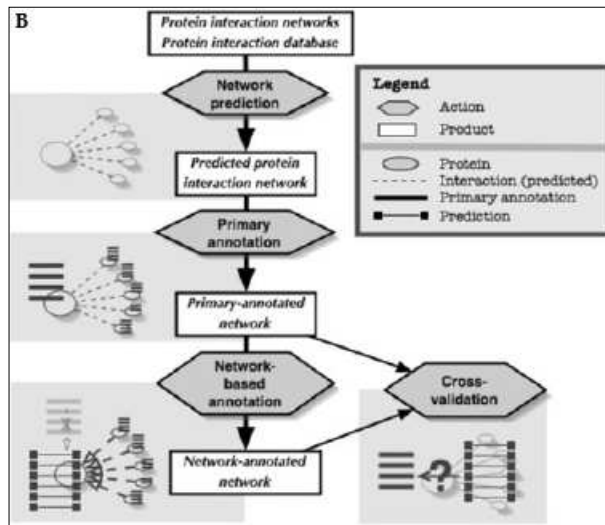 B
Protein interaction networks
Protein interaction database
Network
prediction
Predicted protein
interaction network
Primary
annotation
Primary-annotated
network
Network-
based
annotation
Network-annotated
network
Cross-
validation
?
Legend
Action
Product
Protein
Interaction (predicted)
Primary annotation
Prediction